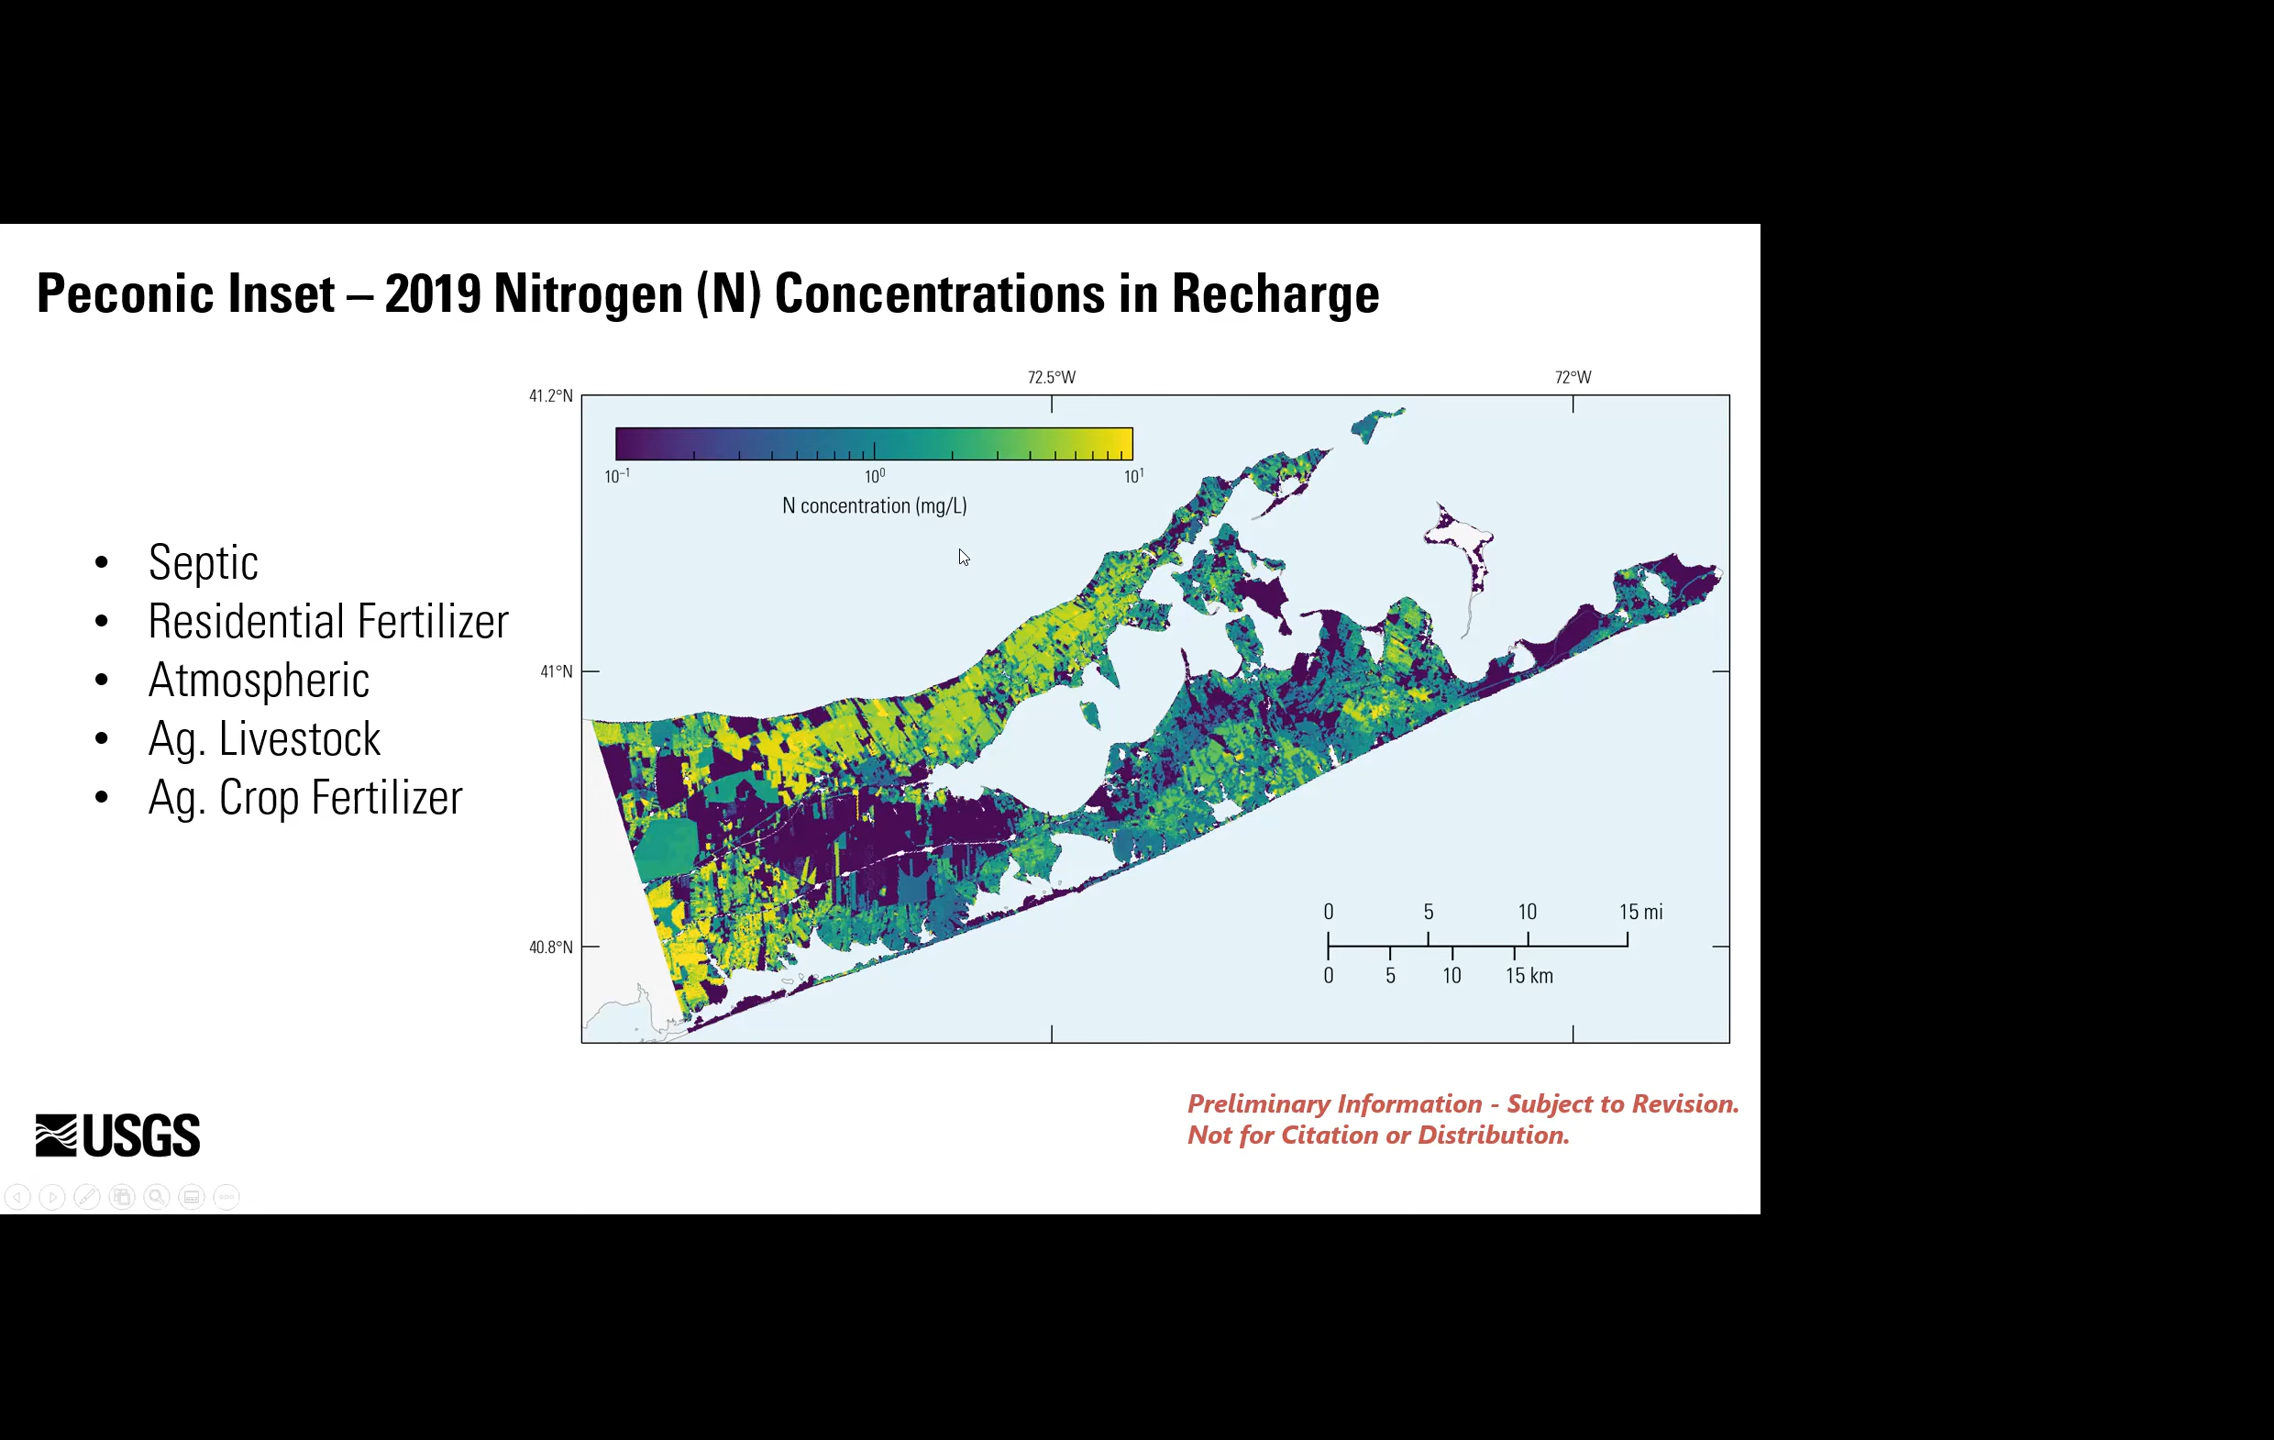 Peconic Inset – 2019 Nitrogen (N) Concentrations in Recharge
• Septic
• Residential Fertilizer
• Atmospheric
• Ag. Livestock
• Ag. Crop Fertilizer
72.5°W 72°W
41.2°N
41°N
40.8°N
10⁻¹ 10⁰ 10¹
N concentration (mg/L)
0 5 10 15 mi
0 5 10 15 km
Preliminary Information - Subject to Revision.
Not for Citation or Distribution.
USGS